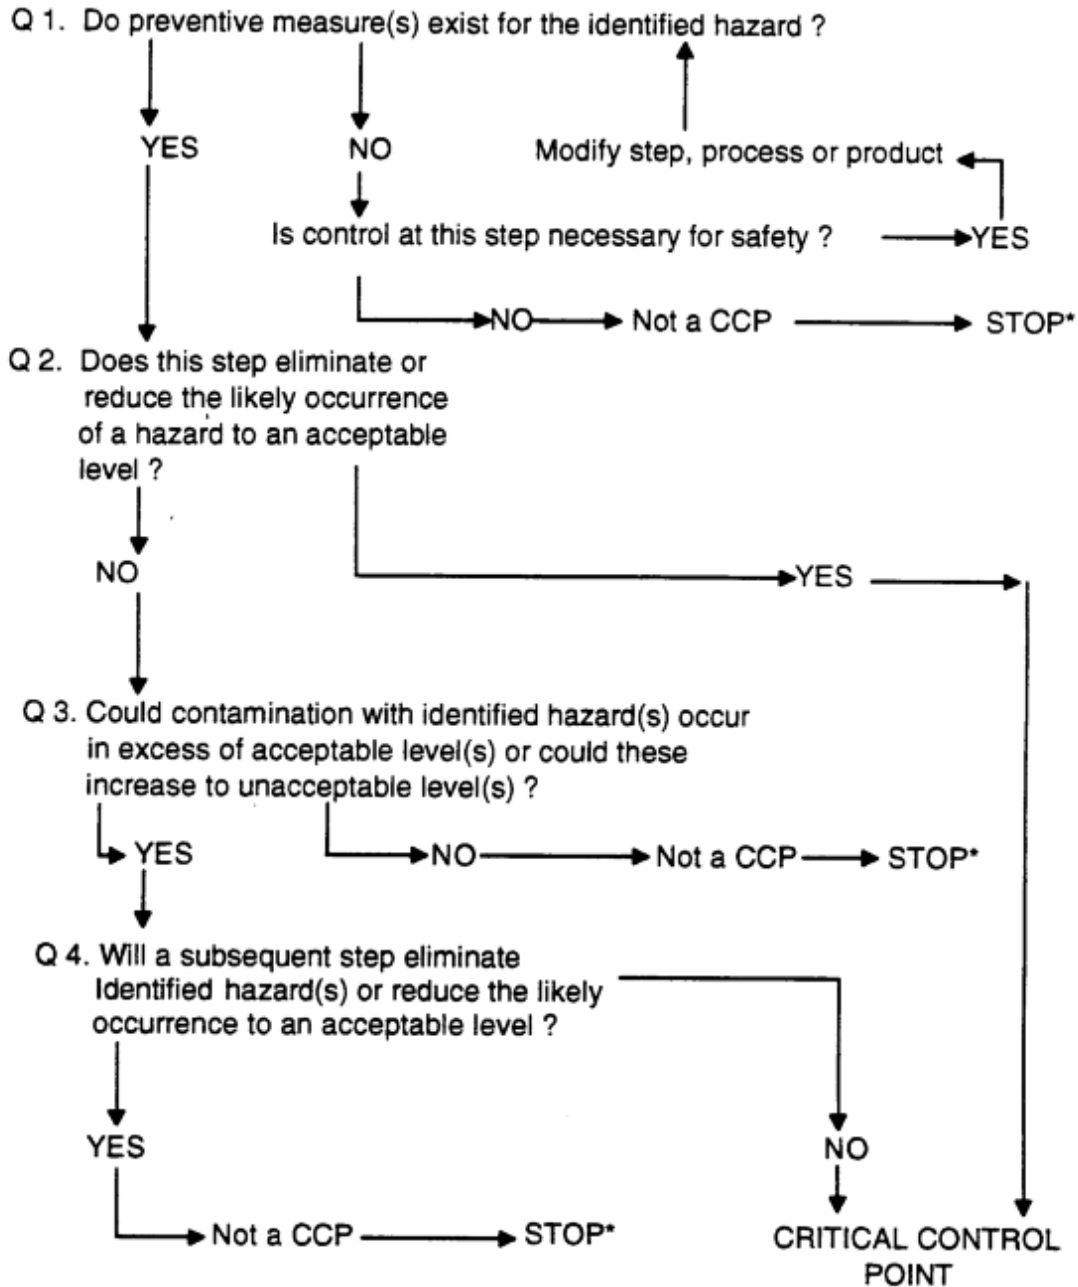 Q 1. Do preventive measure(s) exist for the identified hazard ?
YES
NO
Modify step, process or product
Is control at this step necessary for safety ?
YES
NO
Not a CCP
STOP*
Q 2. Does this step eliminate or
reduce the likely occurrence
of a hazard to an acceptable
level ?
NO
YES
Q 3. Could contamination with identified hazard(s) occur
in excess of acceptable level(s) or could these
increase to unacceptable level(s) ?
YES
NO
Not a CCP
STOP*
Q 4. Will a subsequent step eliminate
Identified hazard(s) or reduce the likely
occurrence to an acceptable level ?
YES
NO
Not a CCP
STOP*
CRITICAL CONTROL
POINT